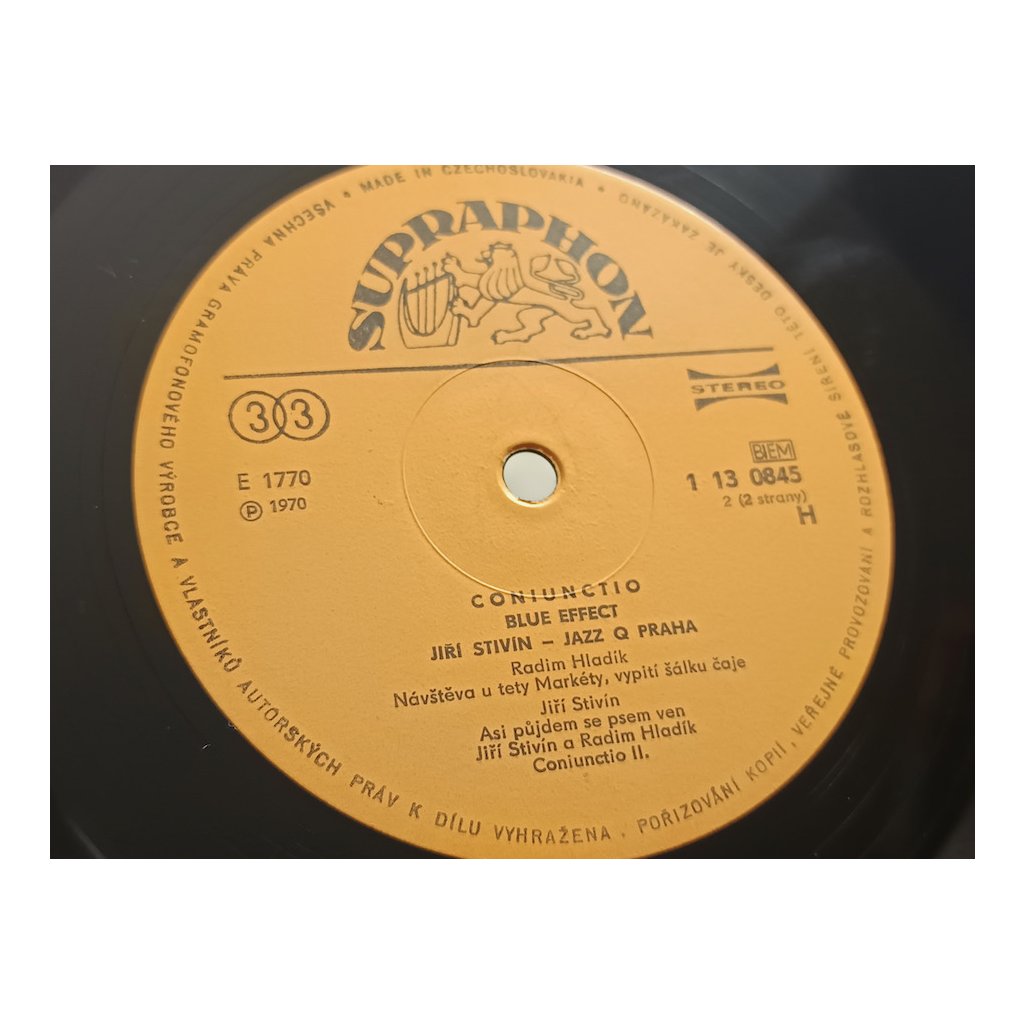 ★ MADE IN CZECHOSLOVAKIA ★
VŠECHNA PRÁVA GRAMOFONOVÉHO VÝROBCE A VLASTNÍKŮ AUTORSKÝCH PRÁV K DÍLU VYHRAŽENA. POŘIZOVÁNÍ KOPIÍ, VEŘEJNÉ PROVOZOVÁNÍ A ROZHLASOVÉ ŠÍŘENÍ TÉTO DESKY JE ZAKÁZÁNO
SUPRAPHON
33
STEREO
E 1770
℗ 1970
BIEM
1 13 0845
2 (2 strany)
H
CONIUNCTIO
BLUE EFFECT
JIŘÍ STIVÍN – JAZZ Q PRAHA
Radim Hladík
Návštěva u tety Markéty, vypití šálku čaje
Jiří Stivín
Asi půjdem se psem ven
Jiří Stivín a Radim Hladík
Coniunctio II.